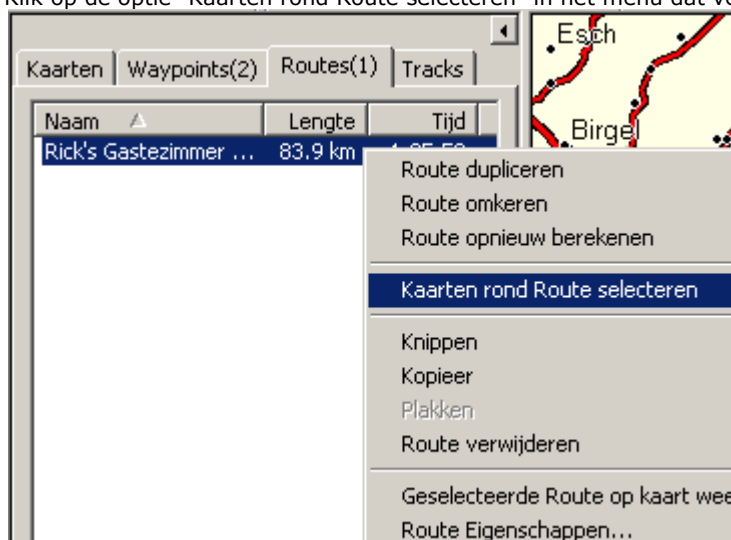 Klik op de optie "Kaarten rond Route selecteren" in het menu dat
Esch
Kaarten Waypoints(2) Routes(1) Tracks
Birgel
Naam Lengte Tijd
Rick's Gastezimmer ... 83.9 km
Route dupliceren
Route omkeren
Route opnieuw berekenen
Kaarten rond Route selecteren
Knippen
Kopieer
Plakken
Route verwijderen
Geselecteerde Route op kaart wee
Route Eigenschappen...